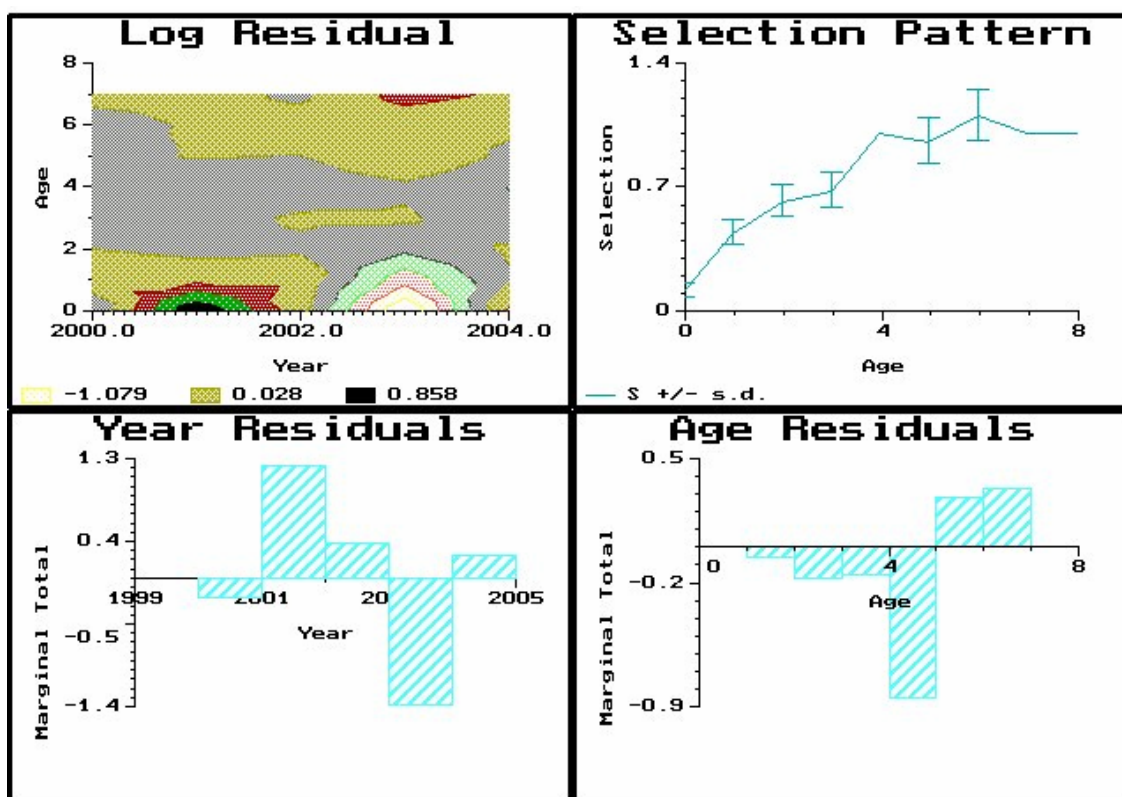 Log Residual
8
6
4
2
0
Age
2000.0 2002.0 2004.0
Year
-1.079 0.028 0.858
Selection Pattern
1.4
0.7
0
Selection
0 4 8
Age
S +/- s.d.
Year Residuals
1.3
0.4
-0.5
-1.4
Marginal Total
1999 2001 20 2005
Year
Age Residuals
0.5
-0.2
-0.9
Marginal Total
0 4 8
Age